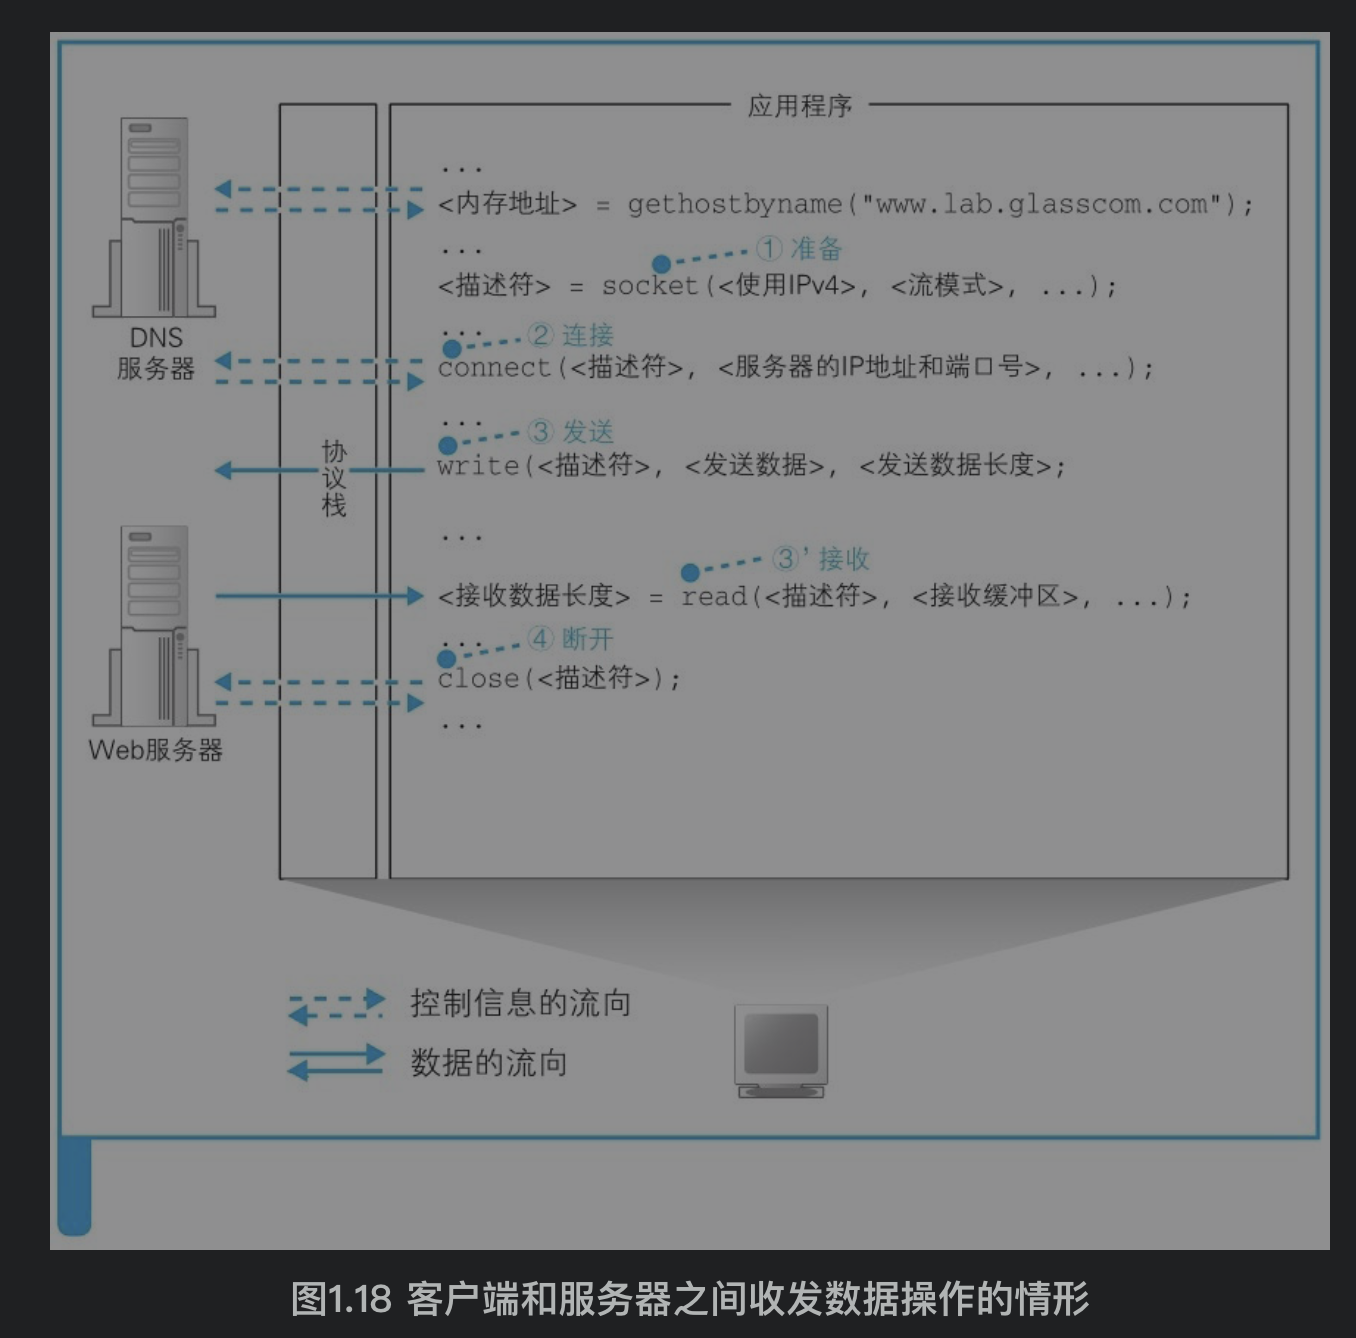 应用程序
...
<内存地址> = gethostbyname("www.lab.glasscom.com");
...
① 准备
<描述符> = socket(<使用IPv4>, <流模式>, ...);
DNS
服务器
...
② 连接
connect(<描述符>, <服务器的IP地址和端口号>, ...);
...
③ 发送
write(<描述符>, <发送数据>, <发送数据长度>;
协议栈
...
③’接收
<接收数据长度> = read(<描述符>, <接收缓冲区>, ...);
...
④ 断开
close(<描述符>);
...
Web服务器
控制信息的流向
数据的流向
图1.18 客户端和服务器之间收发数据操作的情形